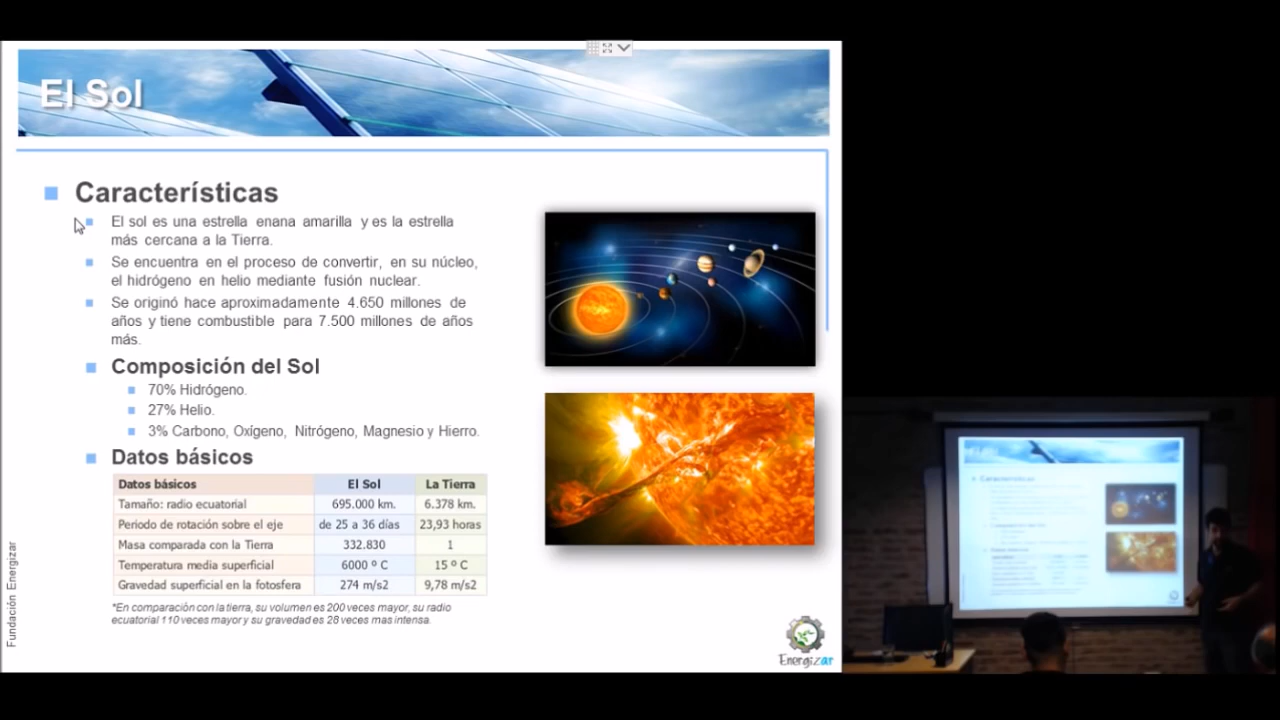 El Sol
Características
El sol es una estrella enana amarilla y es la estrella
más cercana a la Tierra.
Se encuentra en el proceso de convertir, en su núcleo,
el hidrógeno en helio mediante fusión nuclear.
Se originó hace aproximadamente 4.650 millones de
años y tiene combustible para 7.500 millones de años
más.
Composición del Sol
70% Hidrógeno.
27% Helio.
3% Carbono, Oxígeno, Nitrógeno, Magnesio y Hierro.
Datos básicos
Datos básicos El Sol La Tierra
Tamaño: radio ecuatorial 695.000 km. 6.378 km.
Periodo de rotación sobre el eje de 25 a 36 días 23,93 horas
Masa comparada con la Tierra 332.830 1
Temperatura media superficial 6000 º C 15 º C
Gravedad superficial en la fotosfera 274 m/s2 9,78 m/s2
*En comparación con la tierra, su volumen es 200 veces mayor, su radio
ecuatorial 110 veces mayor y su gravedad es 28 veces mas intensa.
Fundación Energizar
Energizar
El Sol
Características